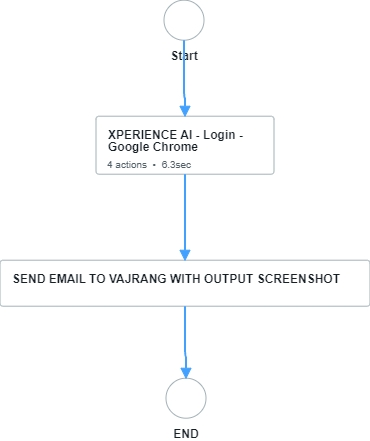 Start
XPERIENCE AI - Login -
Google Chrome
4 actions • 6.3sec
SEND EMAIL TO VAJRANG WITH OUTPUT SCREENSHOT
END